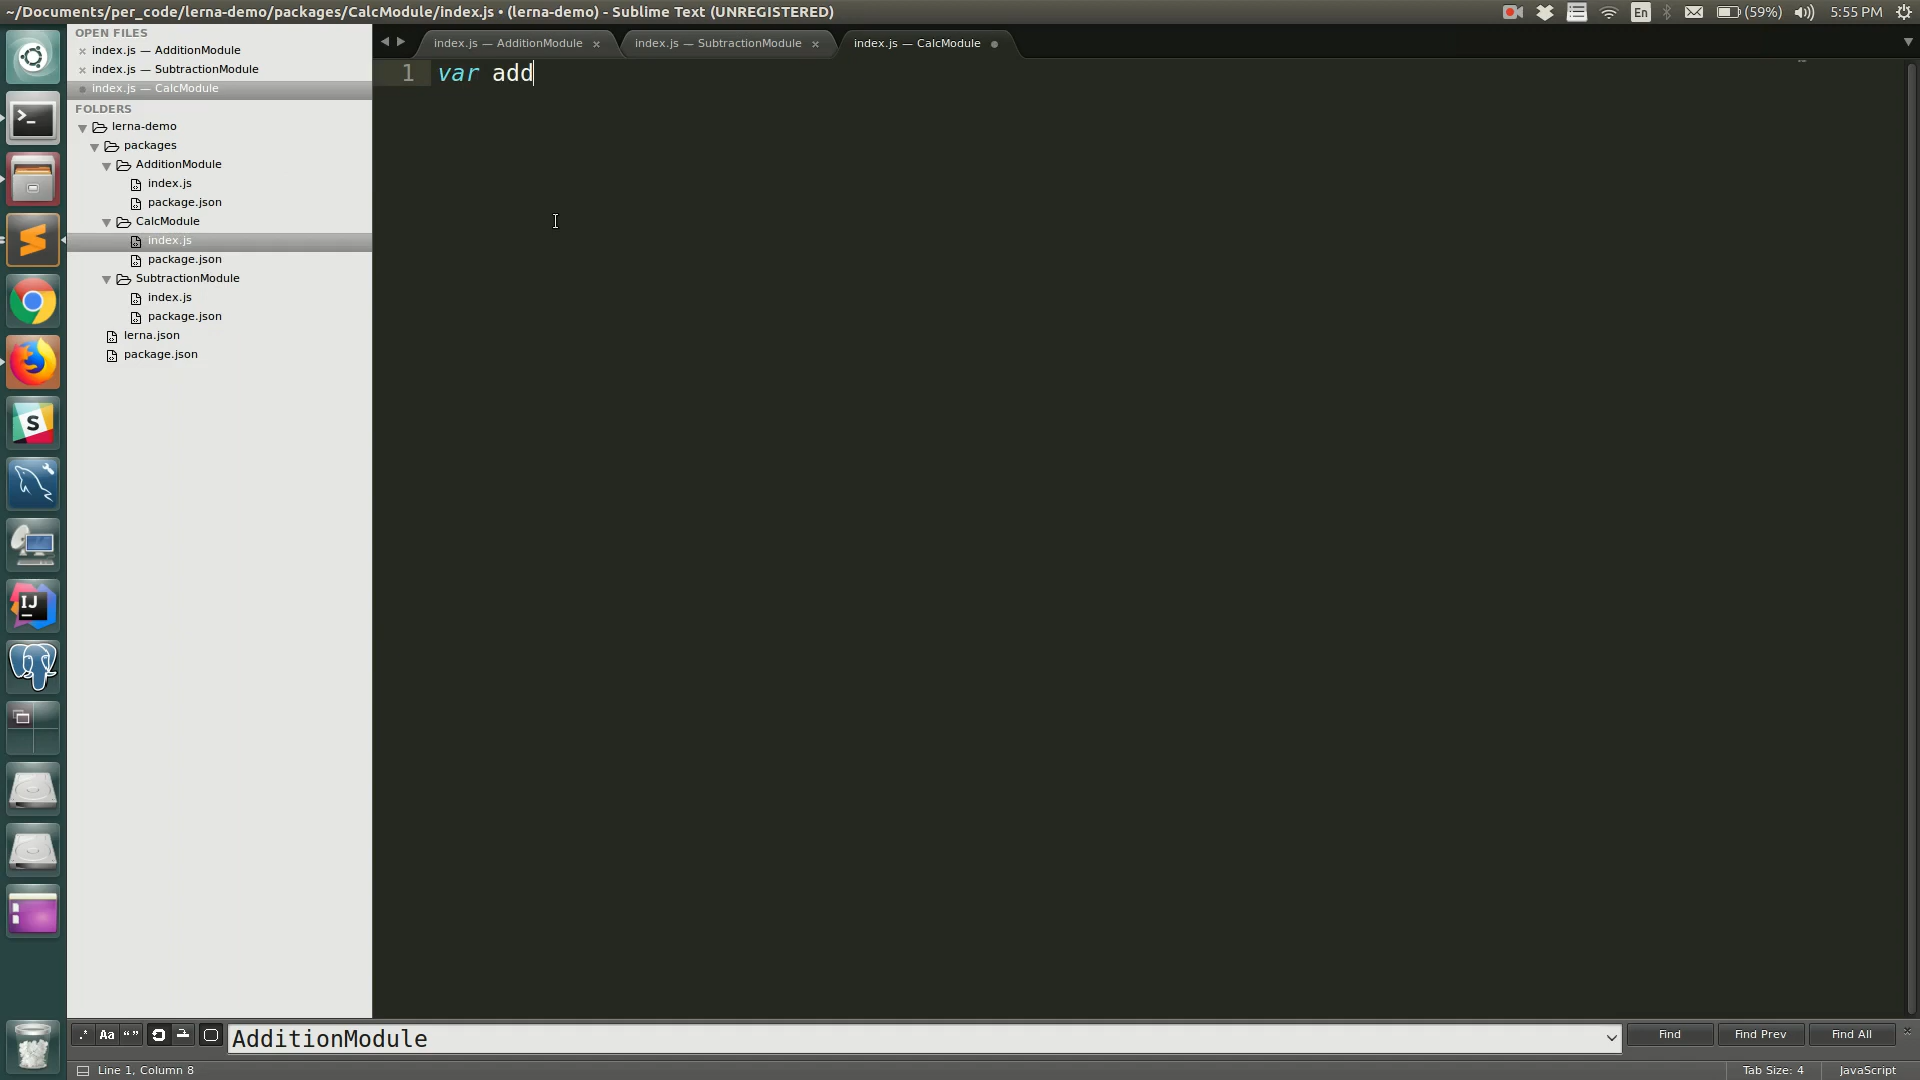 ~/Documents/per_code/lerna-demo/packages/CalcModule/index.js • (lerna-demo) - Sublime Text (UNREGISTERED)
En
(59%)
5:55 PM
OPEN FILES
index.js — AdditionModule
index.js — SubtractionModule
index.js — CalcModule
FOLDERS
lerna-demo
packages
AdditionModule
index.js
package.json
CalcModule
index.js
package.json
SubtractionModule
index.js
package.json
lerna.json
package.json
index.js — AdditionModule
index.js — SubtractionModule
index.js — CalcModule
1 var add
S
IJ
.*
Aa
“ ”
AdditionModule
Find
Find Prev
Find All
Line 1, Column 8
Tab Size: 4
JavaScript